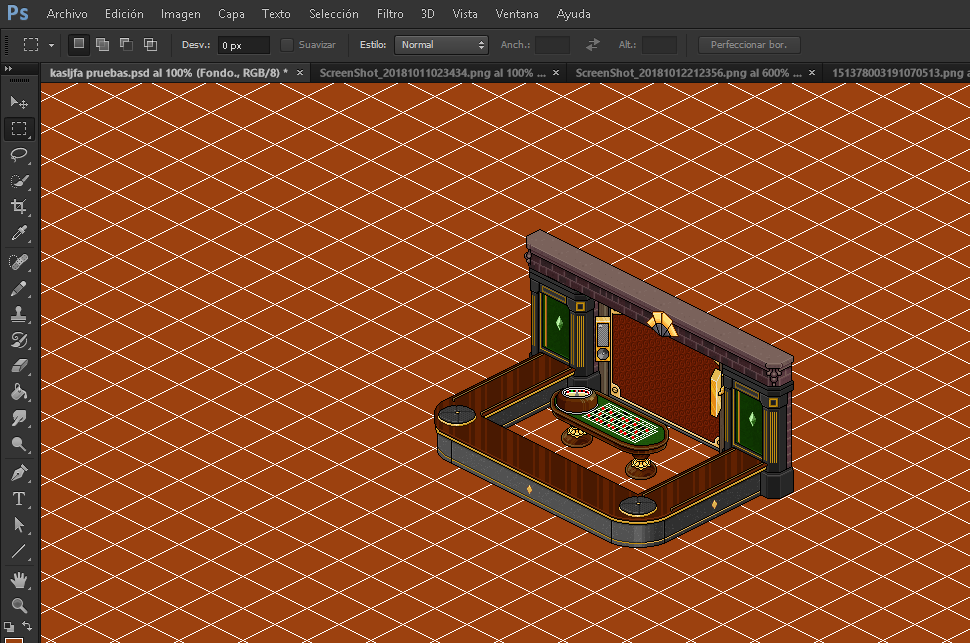 Ps Archivo Edición Imagen Capa Texto Selección Filtro 3D Vista Ventana Ayuda
Desv.: 0 px Suavizar Estilo: Normal Anch.: Alt.: Perfeccionar bor.
kasljfa pruebas.psd al 100% (Fondo., RGB/8) * × ScreenShot_20181011023434.png al 100% ... × ScreenShot_20181012212356.png al 600% ... × 151378003191070513.png a
T